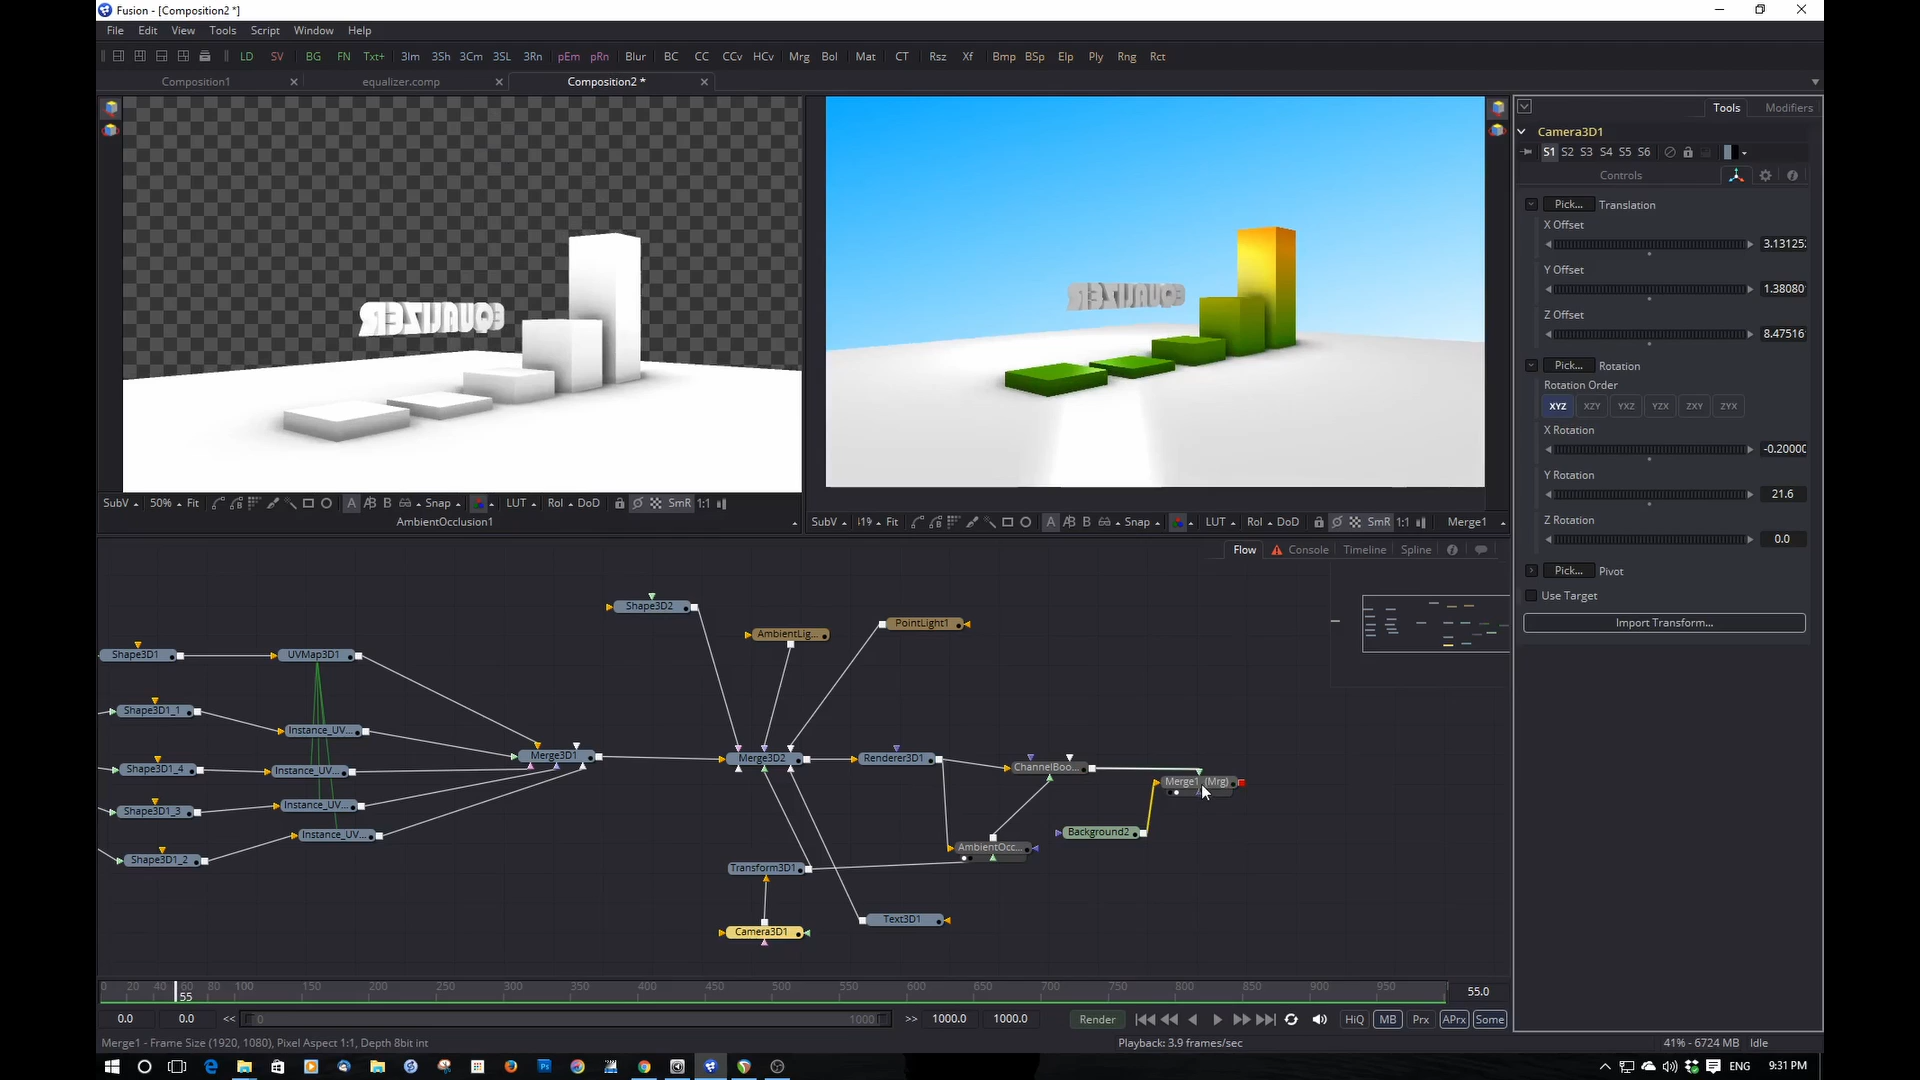 Fusion - [Composition2 *]
File Edit View Tools Script Window Help
LD SV BG FN Txt+ 3Im 3Sh 3Cm 3SL 3Rn pEm pRn Blur BC CC CCv HCv Mrg Bol Mat CT Rsz Xf Bmp BSp Elp Ply Rng Rct
Composition1 equalizer.comp Composition2 *
Tools Modifiers
Camera3D1
S1 S2 S3 S4 S5 S6
Controls
Pick... Translation
X Offset
3.13125
Y Offset
1.38080
Z Offset
8.47516
Pick... Rotation
Rotation Order
XYZ XZY YXZ YZX ZXY ZYX
X Rotation
-0.20000
Y Rotation
21.6
Z Rotation
0.0
Pick... Pivot
Use Target
Import Transform...
EQUALIZER
EQUALIZER
SubV 50% Fit A B Snap LUT RoI DoD SmR 1:1
AmbientOcclusion1
SubV Fit A B Snap LUT RoI DoD SmR 1:1 Merge1
Flow Console Timeline Spline
Shape3D2
AmbientLig...
PointLight1
Shape3D1
UVMap3D1
Shape3D1_1
Instance_UV...
Merge3D1
Merge3D2
Renderer3D1
ChannelBoo...
Shape3D1_4
Instance_UV...
Merge1 (Mrg)
Shape3D1_3
Instance_UV...
Background2
Instance_UV...
AmbientOcc...
Shape3D1_2
Transform3D1
Text3D1
Camera3D1
0 20 40 60 80 100 150 200 250 300 350 400 450 500 550 600 650 700 750 800 850 900 950
55
55.0
0.0 0.0 << 0 1000 >> 1000.0 1000.0 Render HiQ MB Prx APrx Some
Merge1 - Frame Size (1920, 1080), Pixel Aspect 1:1, Depth 8bit int
Playback: 3.9 frames/sec
41% - 6724 MB Idle
ENG 9:31 PM